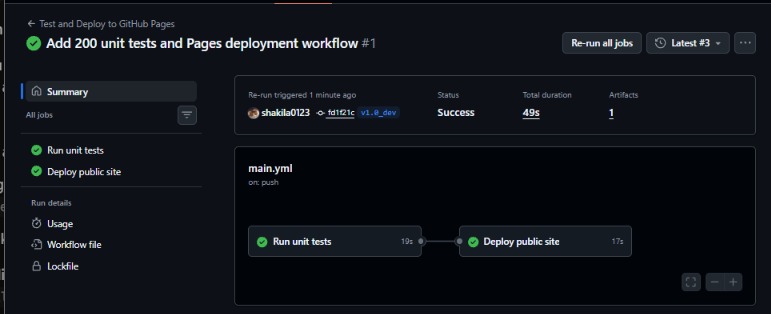 ← Test and Deploy to GitHub Pages
Add 200 unit tests and Pages deployment workflow #1
Re-run all jobs
Latest #3
Summary
All jobs
Run unit tests
Deploy public site
Run details
Usage
Workflow file
Lockfile
Re-run triggered 1 minute ago
shakila0123 fd1f21c v1.0_dev
Status
Success
Total duration
49s
Artifacts
1
main.yml
on: push
Run unit tests 19s
Deploy public site 17s